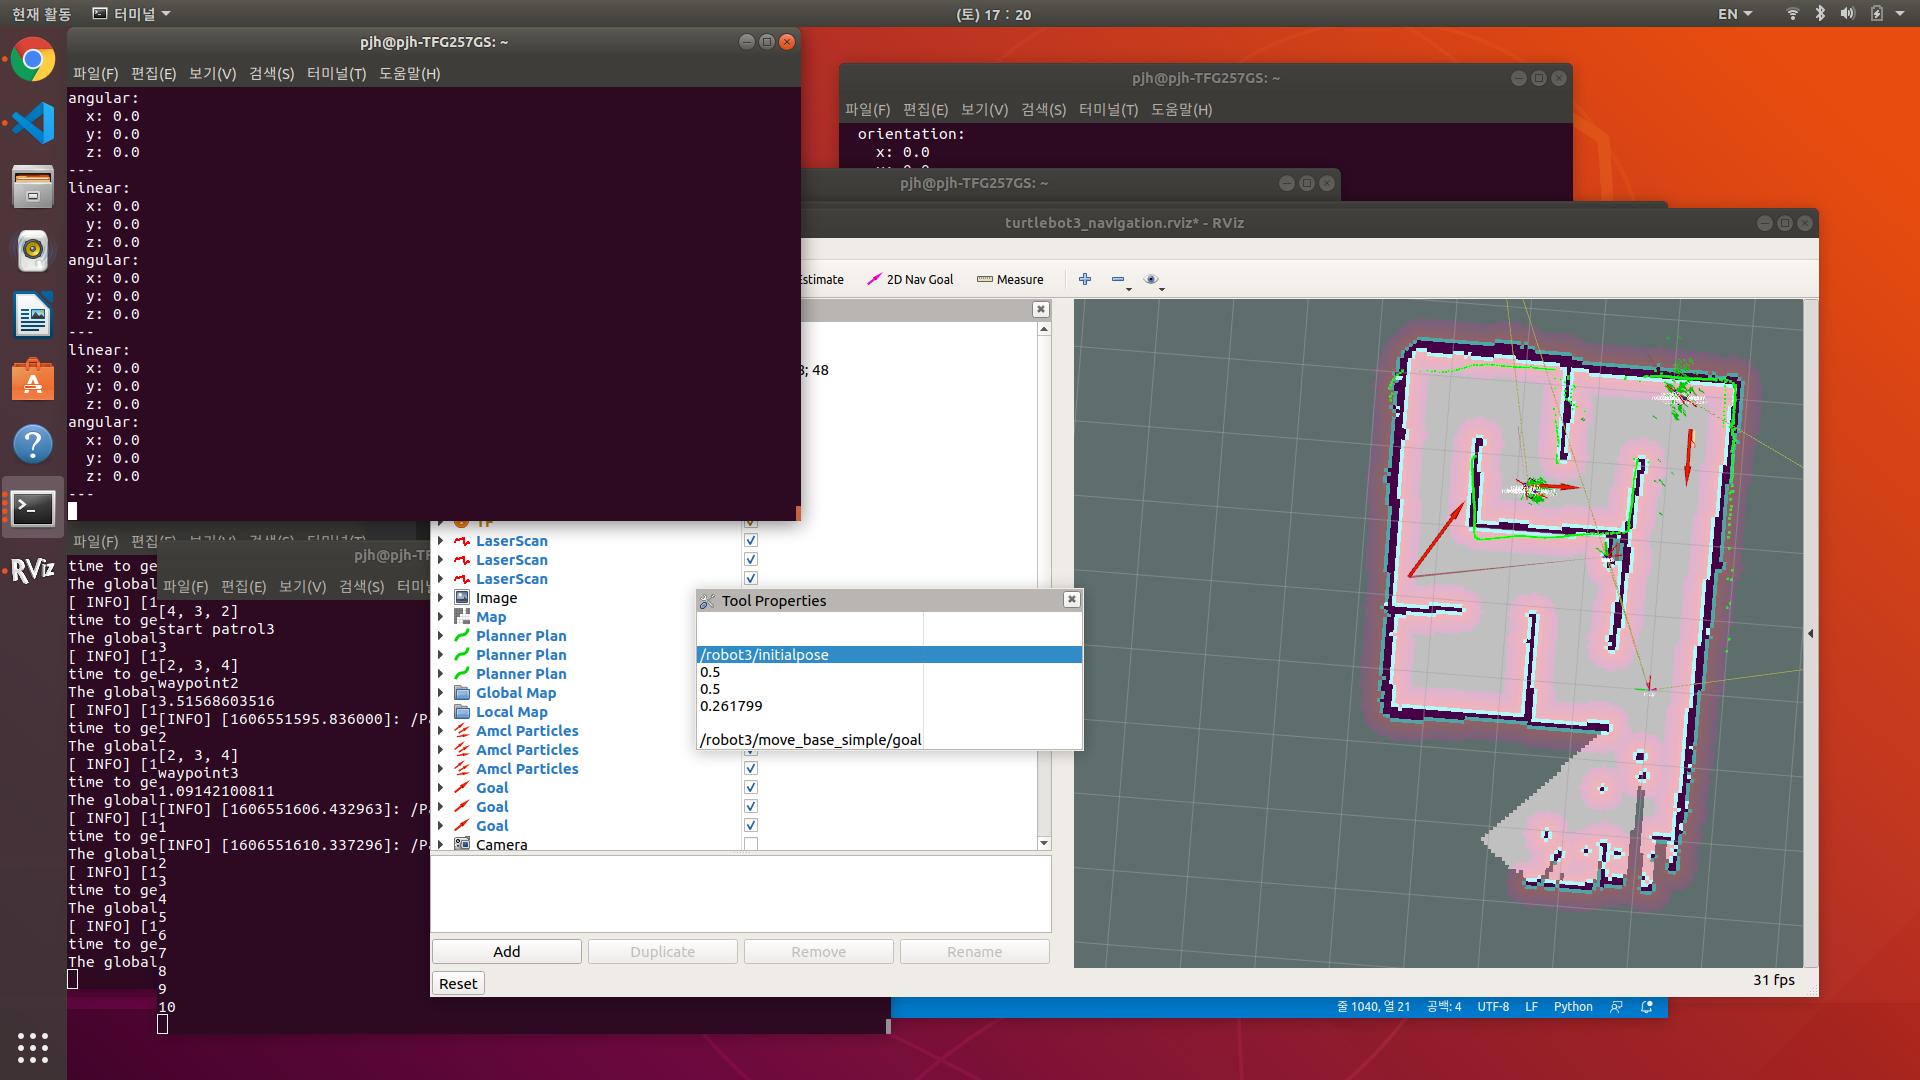 현재 활동
터미널
(토) 17 : 20
EN
pjh@pjh-TFG257GS: ~
파일(F) 편집(E) 보기(V) 검색(S) 터미널(T) 도움말(H)
angular:
x: 0.0
y: 0.0
z: 0.0
---
linear:
x: 0.0
y: 0.0
z: 0.0
angular:
x: 0.0
y: 0.0
z: 0.0
---
linear:
x: 0.0
y: 0.0
z: 0.0
angular:
x: 0.0
y: 0.0
z: 0.0
---
pjh@pjh-TFG257GS: ~
파일(F) 편집(E) 보기(V) 검색(S) 터미널(T) 도움말(H)
orientation:
x: 0.0
pjh@pjh-TFG257GS: ~
turtlebot3_navigation.rviz* - RViz
Estimate
2D Nav Goal
Measure
; 48
TF
LaserScan
LaserScan
LaserScan
Image
Map
Planner Plan
Planner Plan
Planner Plan
Global Map
Local Map
Amcl Particles
Amcl Particles
Amcl Particles
Goal
Goal
Goal
Camera
Tool Properties
/robot3/initialpose
0.5
0.5
0.261799
/robot3/move_base_simple/goal
Add
Duplicate
Remove
Rename
Reset
31 fps
RViz
파일(F)
time to ge
The global
[ INFO] [1
time to ge
The global
[ INFO] [1
time to ge
The global
[ INFO] [1
time to ge
The global
[ INFO] [1
time to ge
The global
[ INFO] [1
time to ge
The global
[ INFO] [1
time to ge
The global
[ INFO] [1
time to ge
The global
pjh@pjh-TF
파일(F) 편집(E) 보기(V) 검색(S) 터미
[4, 3, 2]
start patrol3
3
[2, 3, 4]
waypoint2
3.51568603516
[INFO] [1606551595.836000]: /P
2
[2, 3, 4]
waypoint3
1.09142100811
[INFO] [1606551606.432963]: /P
1
[INFO] [1606551610.337296]: /P
2
3
4
5
6
7
8
9
10
줄 1040, 열 21
공백: 4
UTF-8
LF
Python